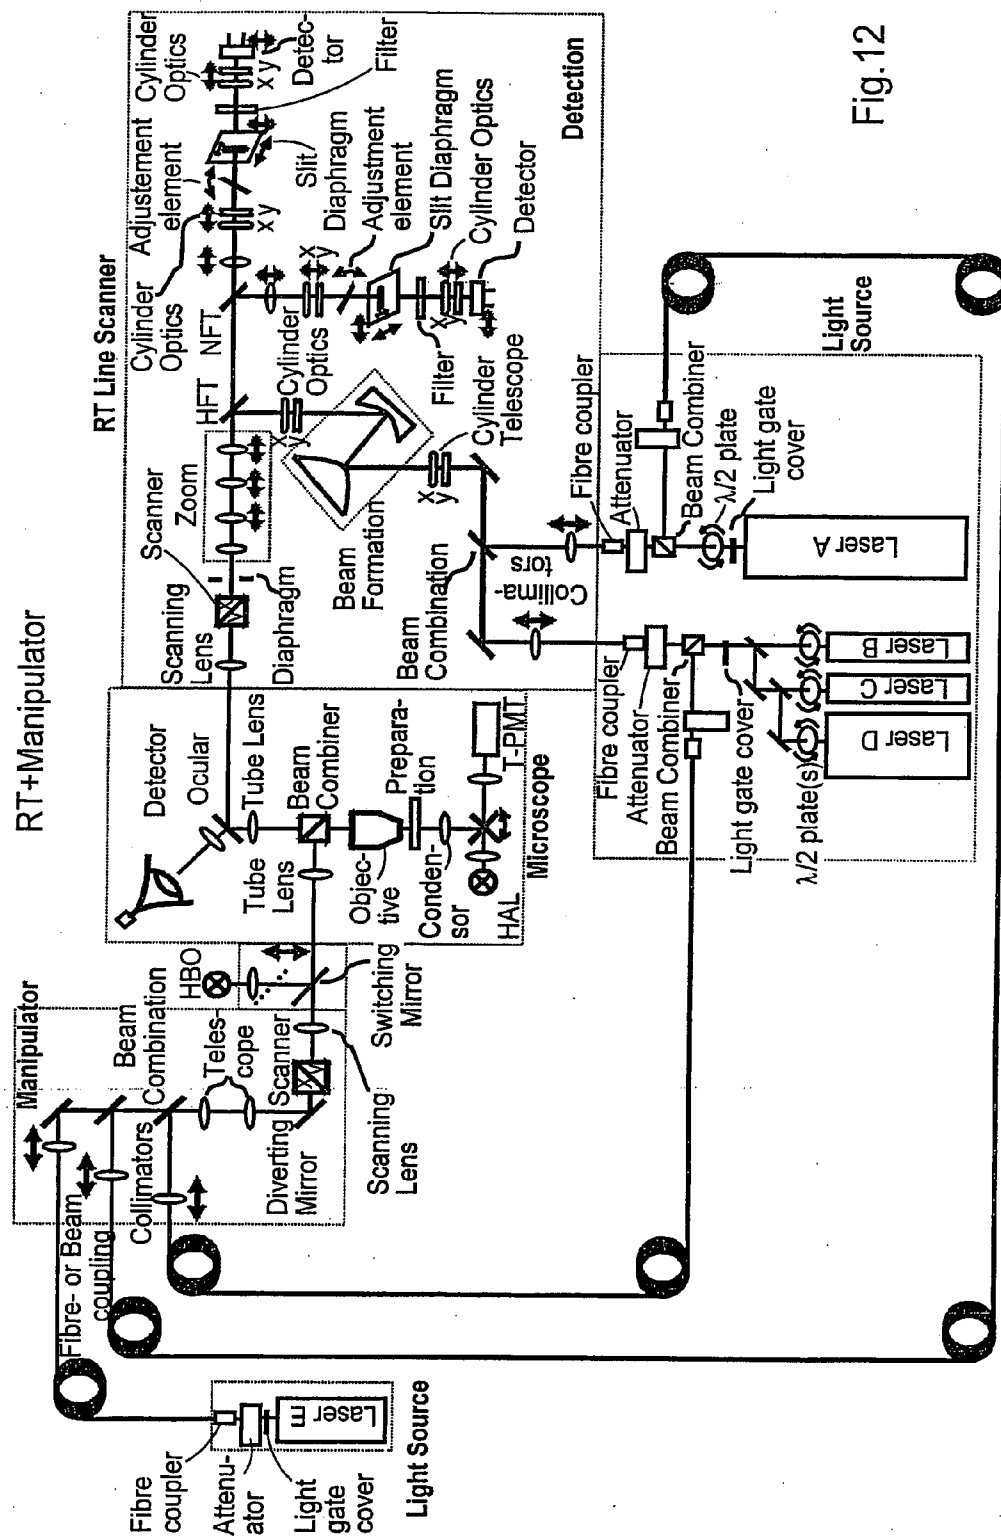 RT+Manipulator
Manipulator
Fibre- or Beam
coupling
Collimators
Beam
Combination
Teles-
cope
Diverting
Mirror
Scanner
Scanning
Lens
HBO
Switching
Mirror
Detector
Ocular
Tube Lens
Tube
Lens
Beam
Combiner
Objec-
tive
Prepara-
tion
Conden-
sor
HAL
T-PMT
Microscope
RT Line Scanner
Scanning
Lens
Scanner
Diaphragm
Zoom
HFT
NFT
Cylinder
Optics
Adjustement
element
Cylinder
Optics
x y
x y
Detec-
tor
Filter
Slit
Diaphragm
x
y
Adjustment
element
Slit Diaphragm
Cylinder Optics
x
y
Detector
Filter
Detection
x
y
Cylinder
Optics
Beam
Formation
x
y
Cylinder
Telescope
Beam
Combination
Collima-
tors
Fibre coupler
Attenuator
Beam Combiner
λ/2 plate
Light gate
cover
Laser A
Light
Source
Fibre coupler
Attenuator
Beam Combiner
Light gate cover
λ/2 plate(s)
Laser B
Laser C
Laser D
Fibre
coupler
Attenu-
ator
Light
gate
cover
Laser
E
Light Source
Fig.12